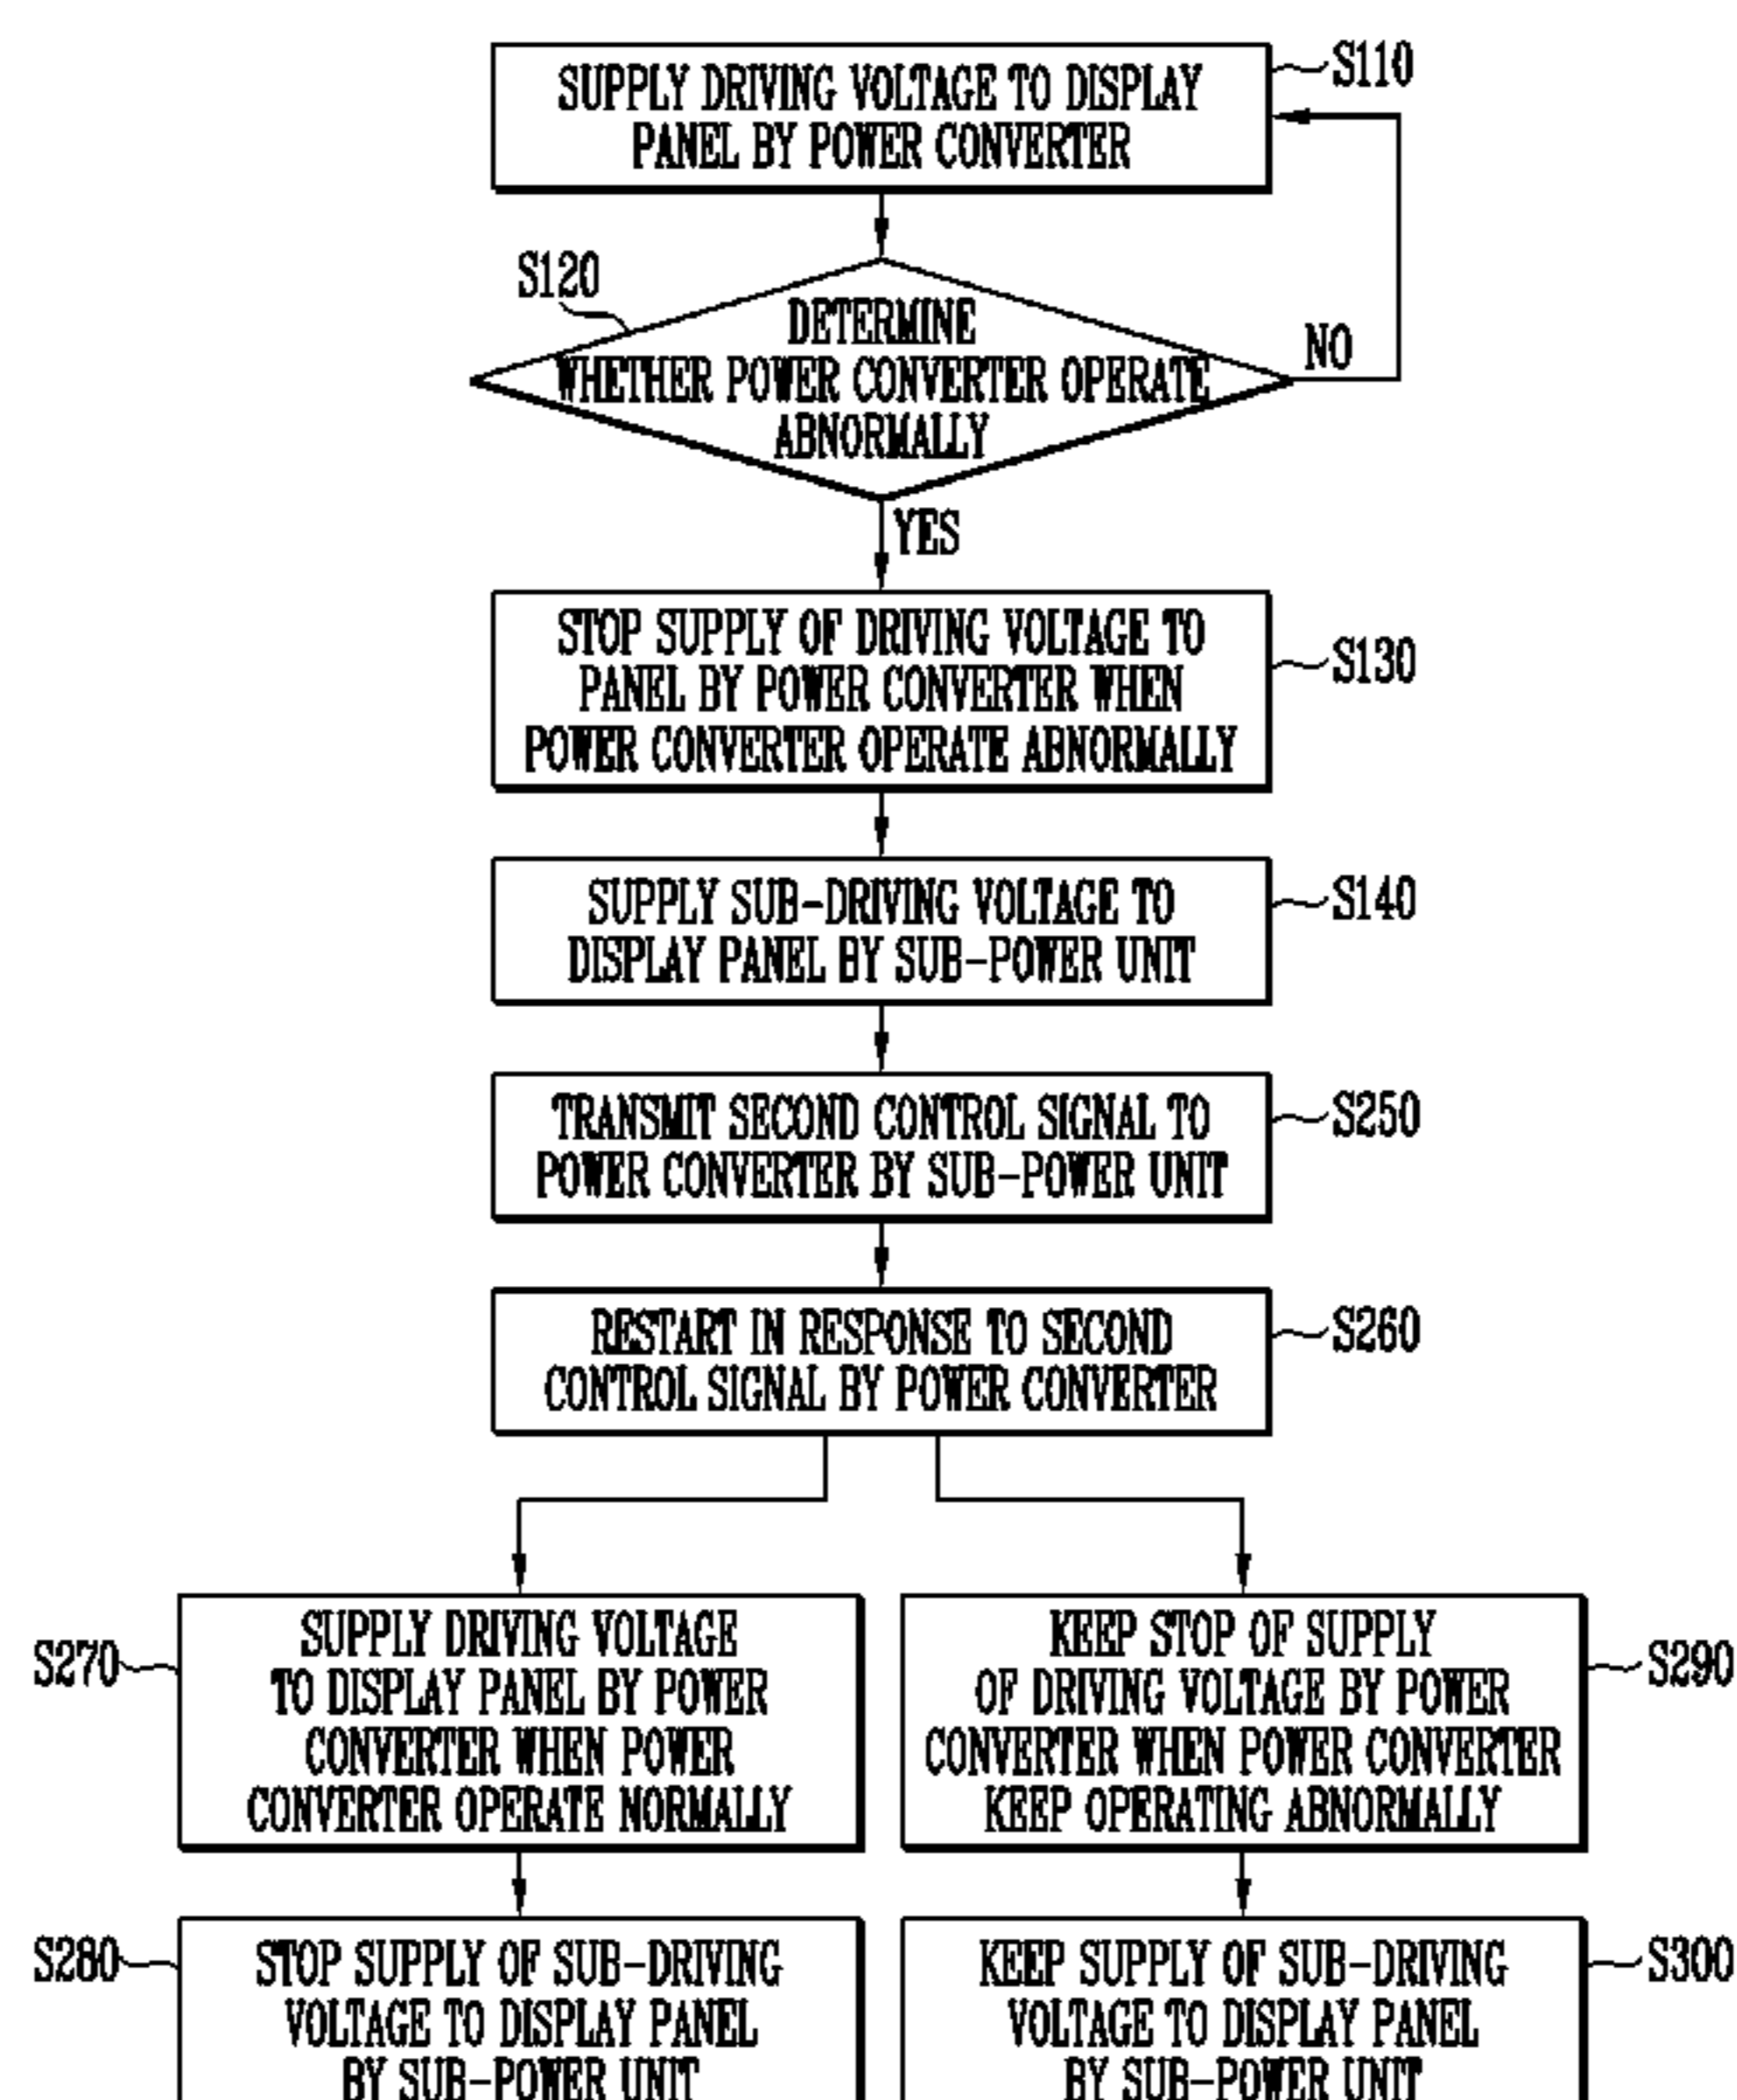 SUPPLY DRIVING VOLTAGE TO DISPLAY
PANEL BY POWER CONVERTER
S110
S120
DETERMINE
WHETHER POWER CONVERTER OPERATE
ABNORMALLY
NO
YES
STOP SUPPLY OF DRIVING VOLTAGE TO
PANEL BY POWER CONVERTER WHEN
POWER CONVERTER OPERATE ABNORMALLY
S130
SUPPLY SUB-DRIVING VOLTAGE TO
DISPLAY PANEL BY SUB-POWER UNIT
S140
TRANSMIT SECOND CONTROL SIGNAL TO
POWER CONVERTER BY SUB-POWER UNIT
S250
RESTART IN RESPONSE TO SECOND
CONTROL SIGNAL BY POWER CONVERTER
S260
S270
SUPPLY DRIVING VOLTAGE
TO DISPLAY PANEL BY POWER
CONVERTER WHEN POWER
CONVERTER OPERATE NORMALLY
KEEP STOP OF SUPPLY
OF DRIVING VOLTAGE BY POWER
CONVERTER WHEN POWER CONVERTER
KEEP OPERATING ABNORMALLY
S290
S280
STOP SUPPLY OF SUB-DRIVING
VOLTAGE TO DISPLAY PANEL
BY SUB-POWER UNIT
KEEP SUPPLY OF SUB-DRIVING
VOLTAGE TO DISPLAY PANEL
BY SUB-POWER UNIT
S300